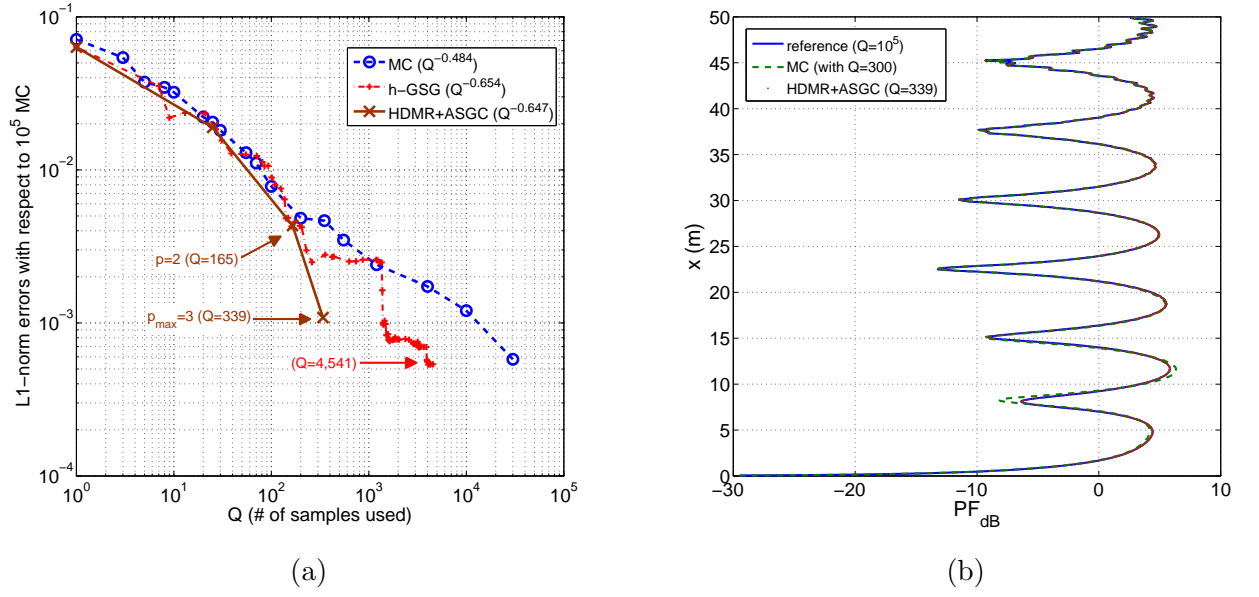 10^−1
10^−2
10^−3
10^−4
10^0
10^1
10^2
10^3
10^4
10^5
L1−norm errors with respect to 10^5 MC
Q (# of samples used)
MC (Q^−0.484)
h−GSG (Q^−0.654)
HDMR+ASGC (Q^−0.647)
p=2 (Q=165)
p_max=3 (Q=339)
(Q=4,541)
(a)
50
45
40
35
30
25
20
15
10
5
0
−30
−20
−10
0
10
x (m)
PF_dB
reference (Q=10^5)
MC (with Q=300)
HDMR+ASGC (Q=339)
(b)